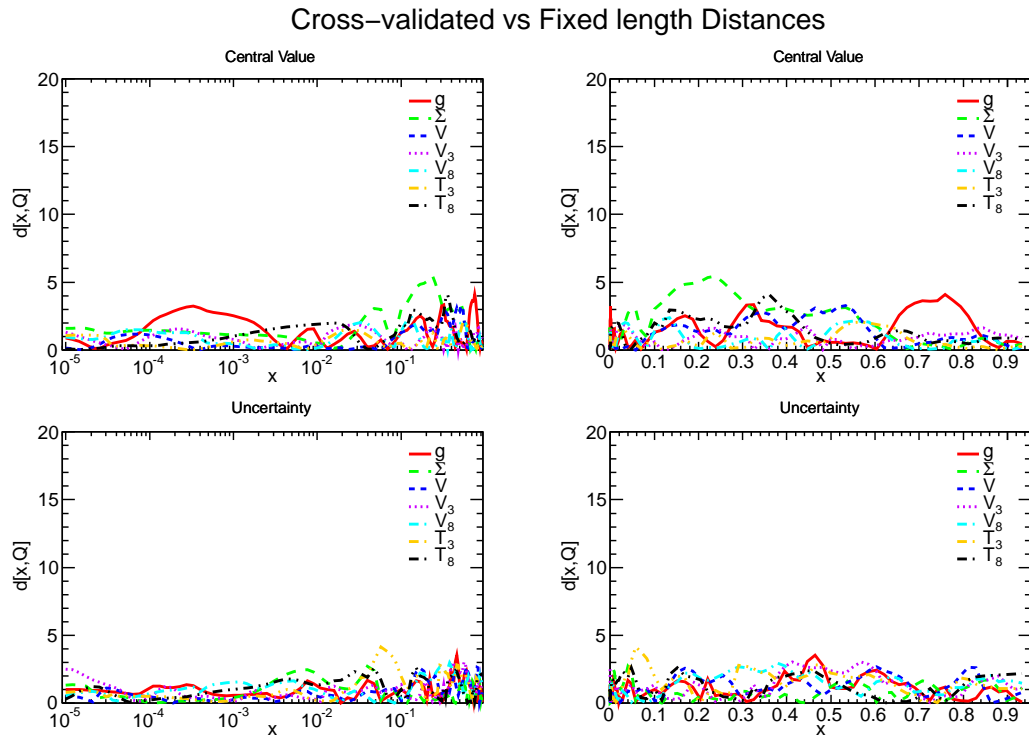 Cross−validated vs Fixed length Distances
Central Value
d[x,Q]
20
15
10
5
0
g
Σ
V
V3
V8
T3
T8
10-5 10-4 10-3 10-2 10-1
x
Central Value
d[x,Q]
20
15
10
5
0
g
Σ
V
V3
V8
T3
T8
0 0.1 0.2 0.3 0.4 0.5 0.6 0.7 0.8 0.9
x
Uncertainty
d[x,Q]
20
15
10
5
0
g
Σ
V
V3
V8
T3
T8
10-5 10-4 10-3 10-2 10-1
x
Uncertainty
d[x,Q]
20
15
10
5
0
g
Σ
V
V3
V8
T3
T8
0 0.1 0.2 0.3 0.4 0.5 0.6 0.7 0.8 0.9
x